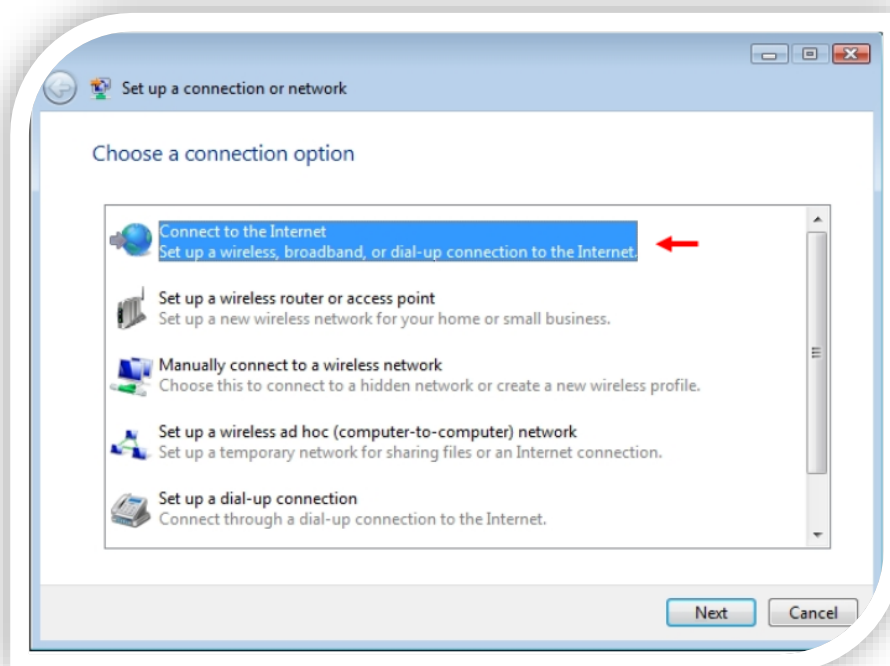 Set up a connection or network
Choose a connection option
Connect to the Internet
Set up a wireless, broadband, or dial-up connection to the Internet.
Set up a wireless router or access point
Set up a new wireless network for your home or small business.
Manually connect to a wireless network
Choose this to connect to a hidden network or create a new wireless profile.
Set up a wireless ad hoc (computer-to-computer) network
Set up a temporary network for sharing files or an Internet connection.
Set up a dial-up connection
Connect through a dial-up connection to the Internet.
Next Cancel